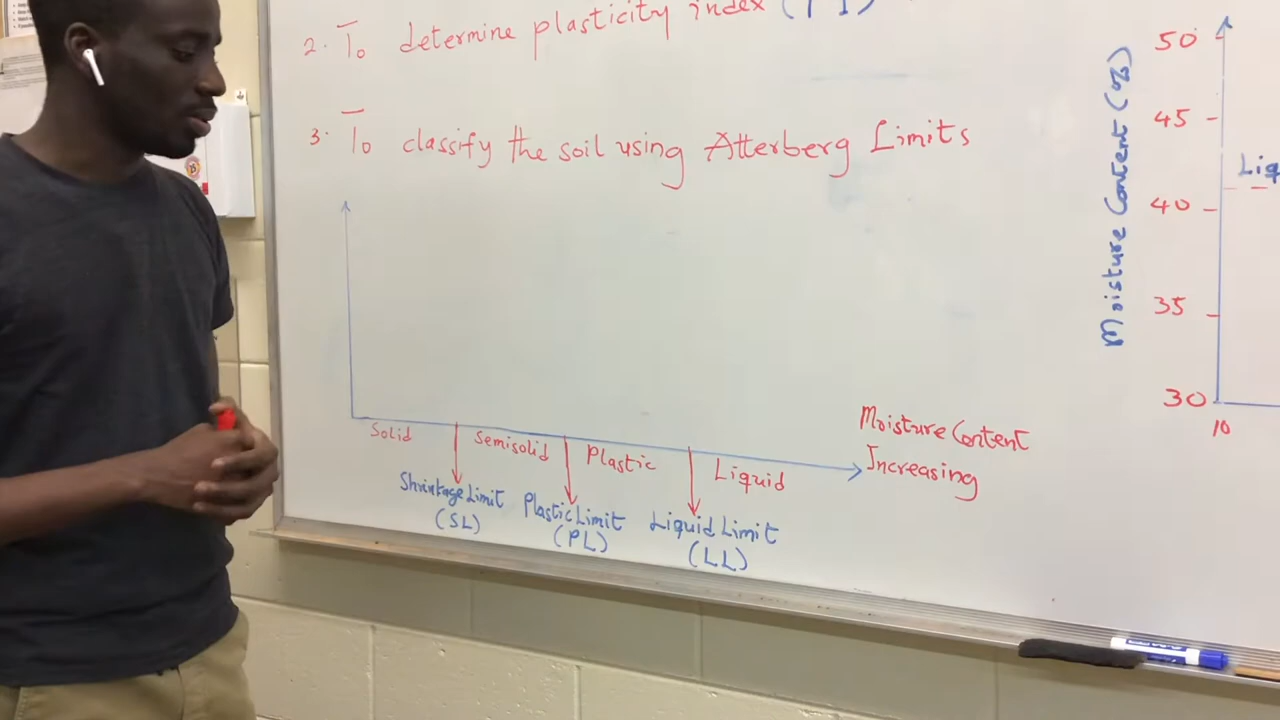 2. To determine plasticity index (PI)
3. To classify the soil using Atterberg Limits
Solid
Semisolid
Plastic
Liquid
Moisture Content
Increasing
Shrinkage Limit
(SL)
Plastic Limit
(PL)
Liquid Limit
(LL)
Moisture Content (%)
50
45
Liq
40
35
30
10